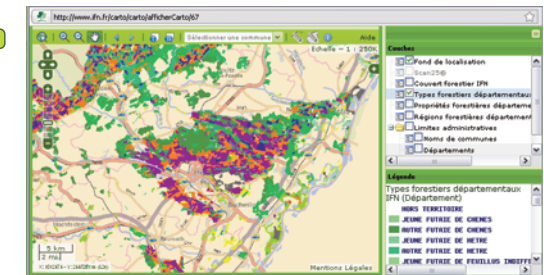 http://www.ifn.fr/carto/carto/afficherCarto/67
Sélectionner une commune
Aide
Echelle ~ 1 : 250K
Couches
Fond de localisation
Scan25®
Couvert forestier IFN
Types forestiers départementaux
Propriétés forestières départeme
Régions forestières département
Limites administratives
Noms de communes
Départements
Légende
Types forestiers départementaux
IFN (Département)
HORS TERRITOIRE
JEUNE FUTAIE DE CHENES
AUTRE FUTAIE DE CHENES
JEUNE FUTAIE DE HETRE
AUTRE FUTAIE DE HETRE
JEUNE FUTAIE DE FEUILLUS INDIFF
5 km
2 mi
Mentions Légales